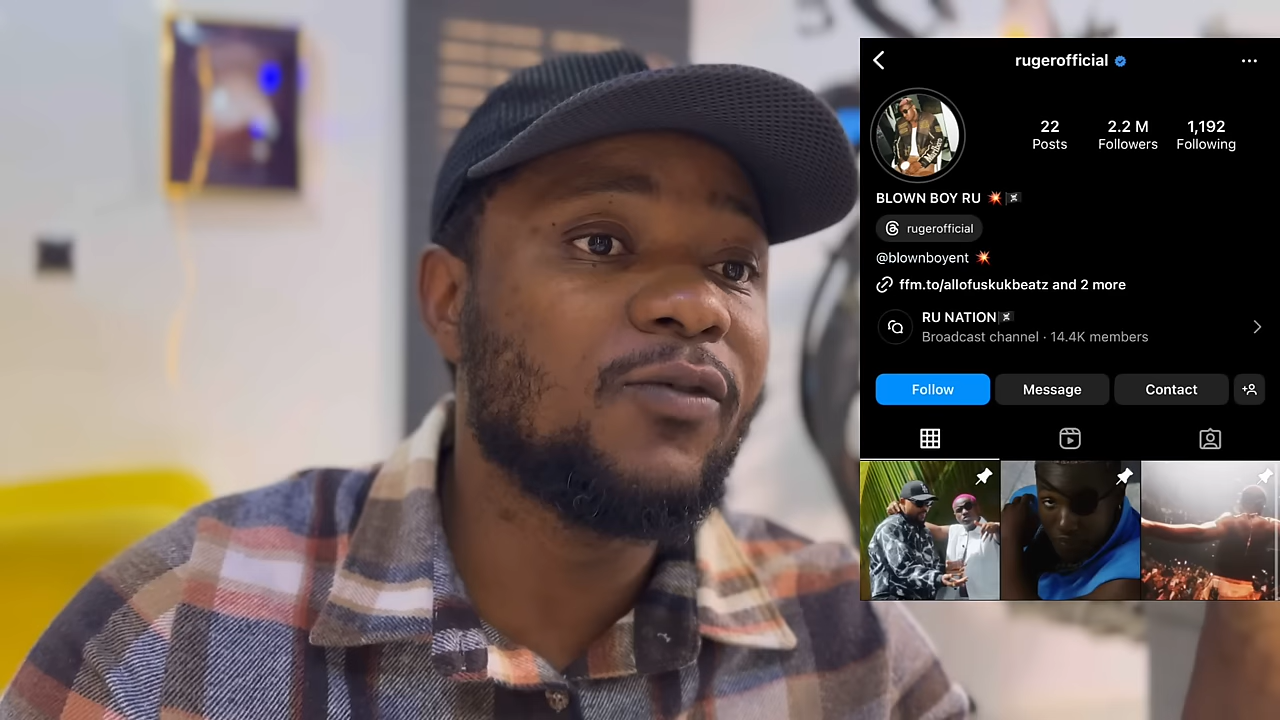 rugerofficial
22
Posts
2.2 M
Followers
1,192
Following
BLOWN BOY RU 💥🏴‍☠️
rugerofficial
@blownboyent 💥
ffm.to/allofuskukbeatz and 2 more
RU NATION🏴‍☠️
Broadcast channel · 14.4K members
Follow
Message
Contact